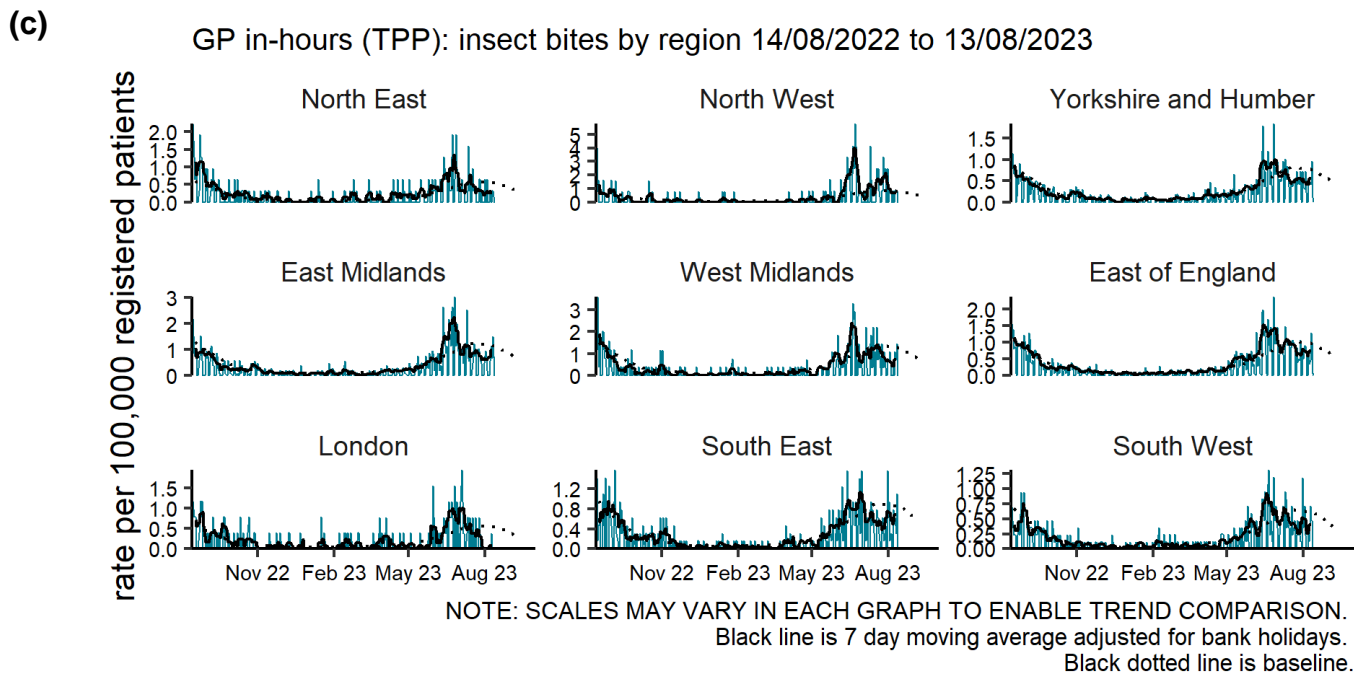 (c)
GP in-hours (TPP): insect bites by region 14/08/2022 to 13/08/2023
rate per 100,000 registered patients
North East
2.0
1.5
1.0
0.5
0.0
North West
5
4
3
2
1
0
Yorkshire and Humber
1.5
1.0
0.5
0.0
East Midlands
3
2
1
0
West Midlands
3
2
1
0
East of England
2.0
1.5
1.0
0.5
0.0
London
1.5
1.0
0.5
0.0
South East
1.2
0.8
0.4
0.0
South West
1.25
1.00
0.75
0.50
0.25
0.00
Nov 22 Feb 23 May 23 Aug 23
Nov 22 Feb 23 May 23 Aug 23
Nov 22 Feb 23 May 23 Aug 23
NOTE: SCALES MAY VARY IN EACH GRAPH TO ENABLE TREND COMPARISON.
Black line is 7 day moving average adjusted for bank holidays.
Black dotted line is baseline.